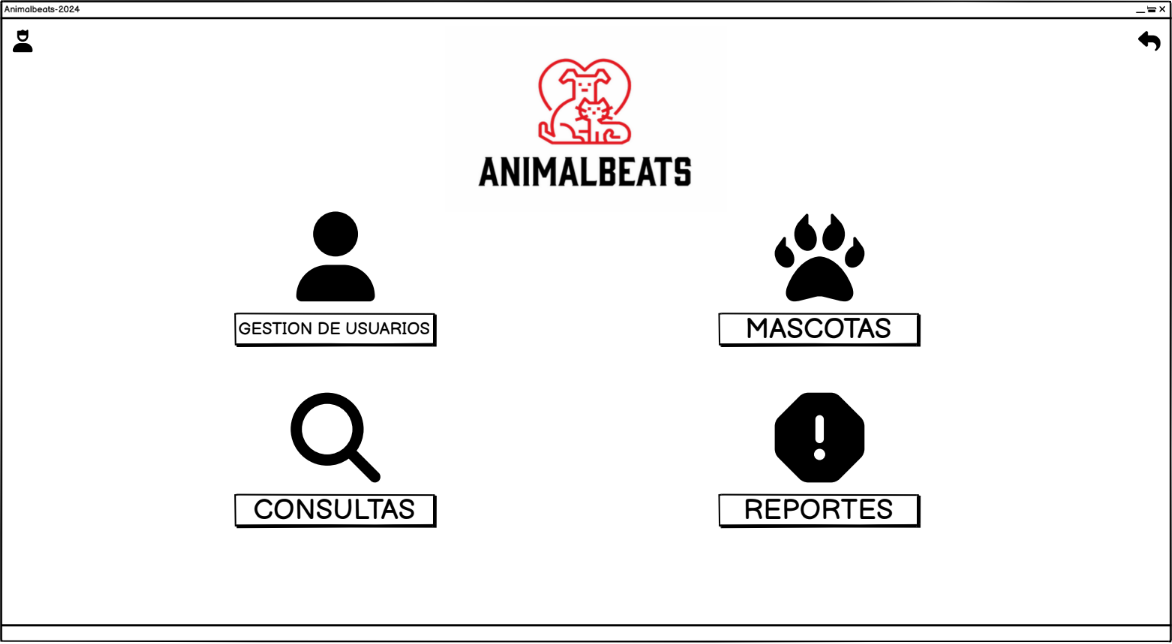 Animalbeats-2024
ANIMALBEATS
GESTION DE USUARIOS
MASCOTAS
CONSULTAS
REPORTES